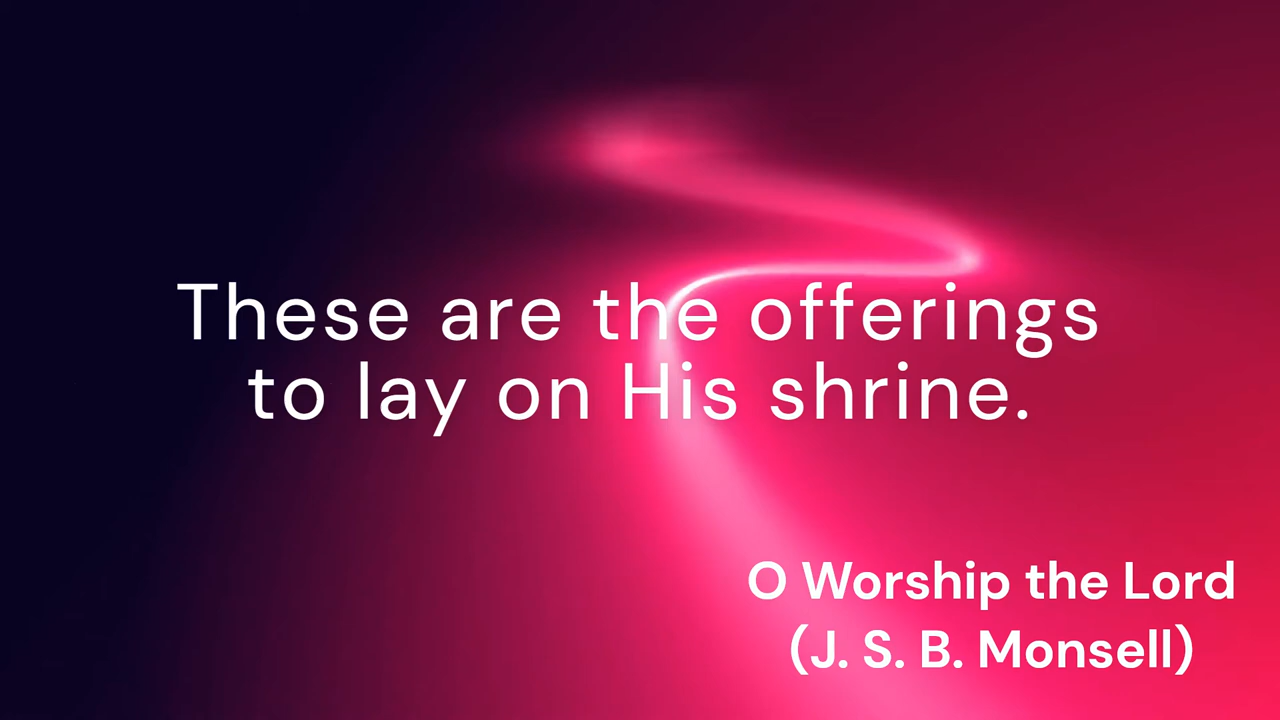 These are the offerings
to lay on His shrine.
O Worship the Lord
(J. S. B. Monsell)